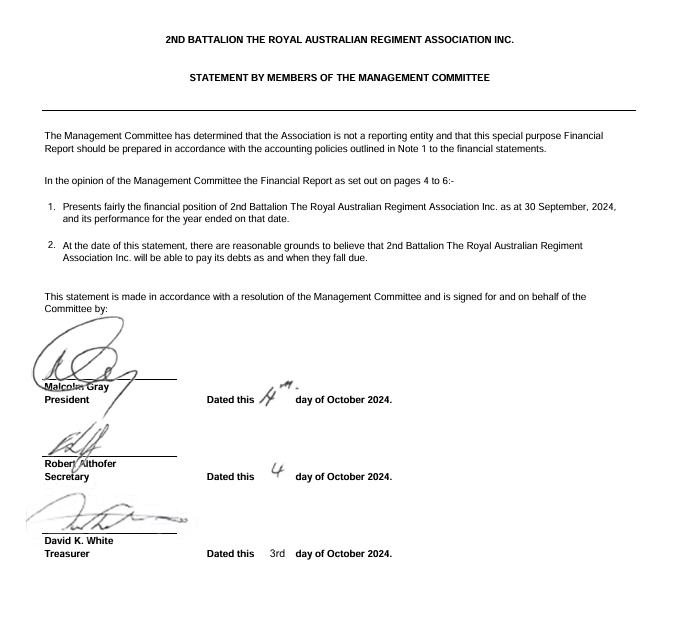 2ND BATTALION THE ROYAL AUSTRALIAN REGIMENT ASSOCIATION INC.
STATEMENT BY MEMBERS OF THE MANAGEMENT COMMITTEE
The Management Committee has determined that the Association is not a reporting entity and that this special purpose Financial
Report should be prepared in accordance with the accounting policies outlined in Note 1 to the financial statements.
In the opinion of the Management Committee the Financial Report as set out on pages 4 to 6:-
1. Presents fairly the financial position of 2nd Battalion The Royal Australian Regiment Association Inc. as at 30 September, 2024,
and its performance for the year ended on that date.
2. At the date of this statement, there are reasonable grounds to believe that 2nd Battalion The Royal Australian Regiment
Association Inc. will be able to pay its debts as and when they fall due.
This statement is made in accordance with a resolution of the Management Committee and is signed for and on behalf of the
Committee by:
Malcolm Gray
President Dated this 4th day of October 2024.
Robert Althofer
Secretary Dated this 4 day of October 2024.
David K. White
Treasurer Dated this 3rd day of October 2024.